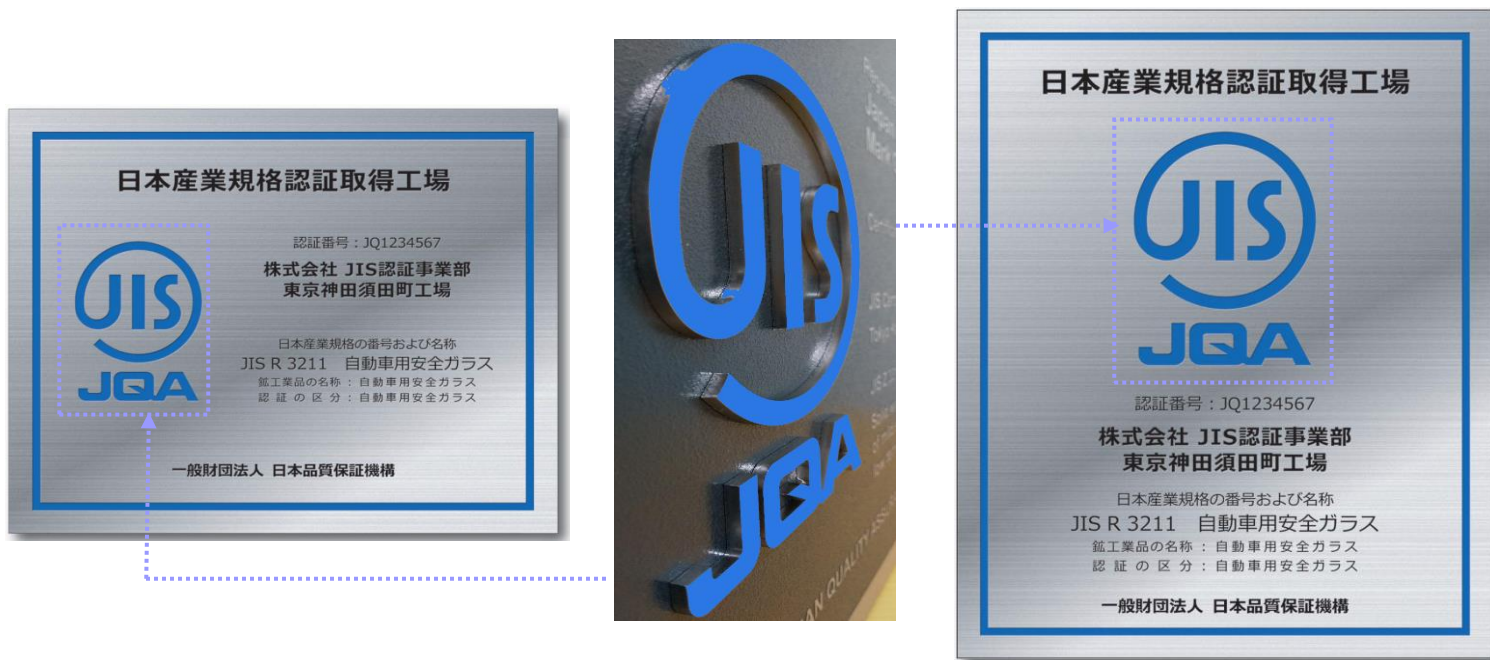 日本産業規格認証取得工場
JIS
JQA
認証番号：JQ1234567
株式会社 JIS認証事業部
東京神田須田町工場
日本産業規格の番号および名称
JIS R 3211　自動車用安全ガラス
鉱工業品の名称 ： 自動車用安全ガラス
認 証 の 区 分 ： 自動車用安全ガラス
一般財団法人 日本品質保証機構
JIS
JQA
QUALITY
日本産業規格認証取得工場
JIS
JQA
認証番号：JQ1234567
株式会社 JIS認証事業部
東京神田須田町工場
日本産業規格の番号および名称
JIS R 3211　自動車用安全ガラス
鉱工業品の名称 ： 自動車用安全ガラス
認 証 の 区 分 ： 自動車用安全ガラス
一般財団法人 日本品質保証機構